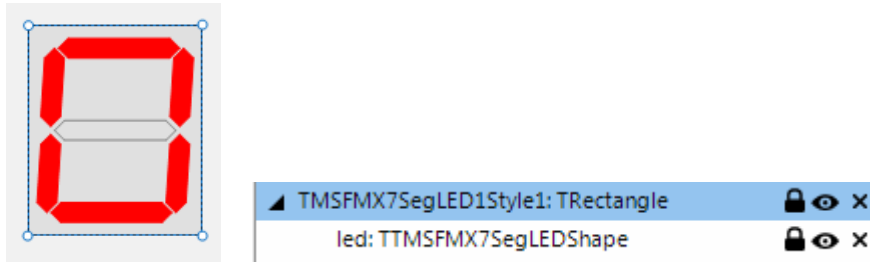 TMSFMX7SegLED1Style1: TRectangle
led: TTMSFMX7SegLEDShape